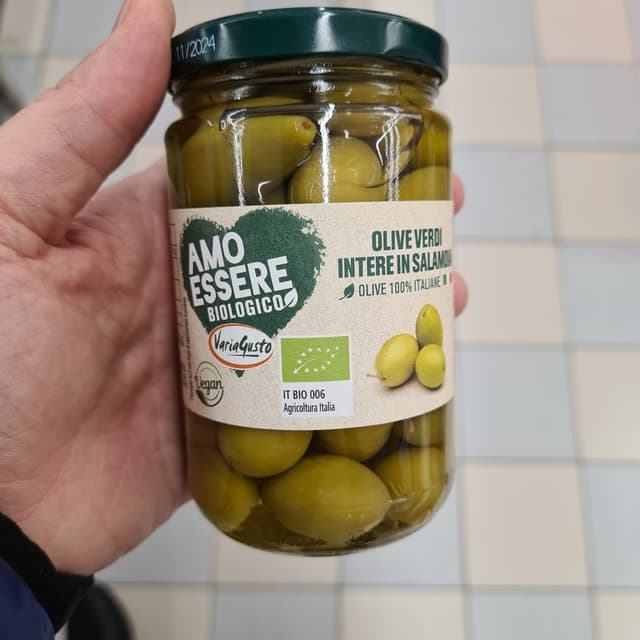 11/2024
AMO
ESSERE
BIOLOGICO
OLIVE VERDI
INTERE IN SALAMOIA
OLIVE 100% ITALIANE
VariaGusto
Vegan
IT BIO 006
Agricoltura Italia